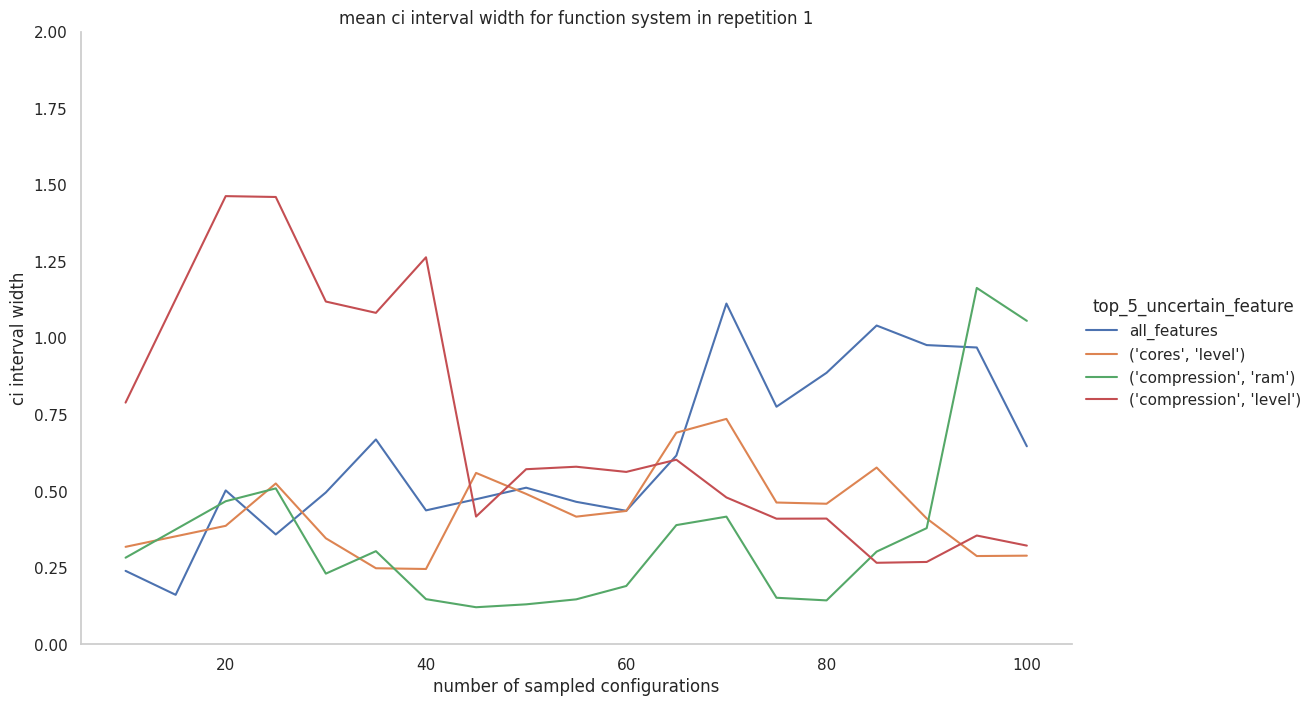 mean ci interval width for function system in repetition 1
2.00
1.75
1.50
1.25
1.00
0.75
0.50
0.25
0.00
ci interval width
20
40
60
80
100
number of sampled configurations
top_5_uncertain_feature
all_features
('cores', 'level')
('compression', 'ram')
('compression', 'level')